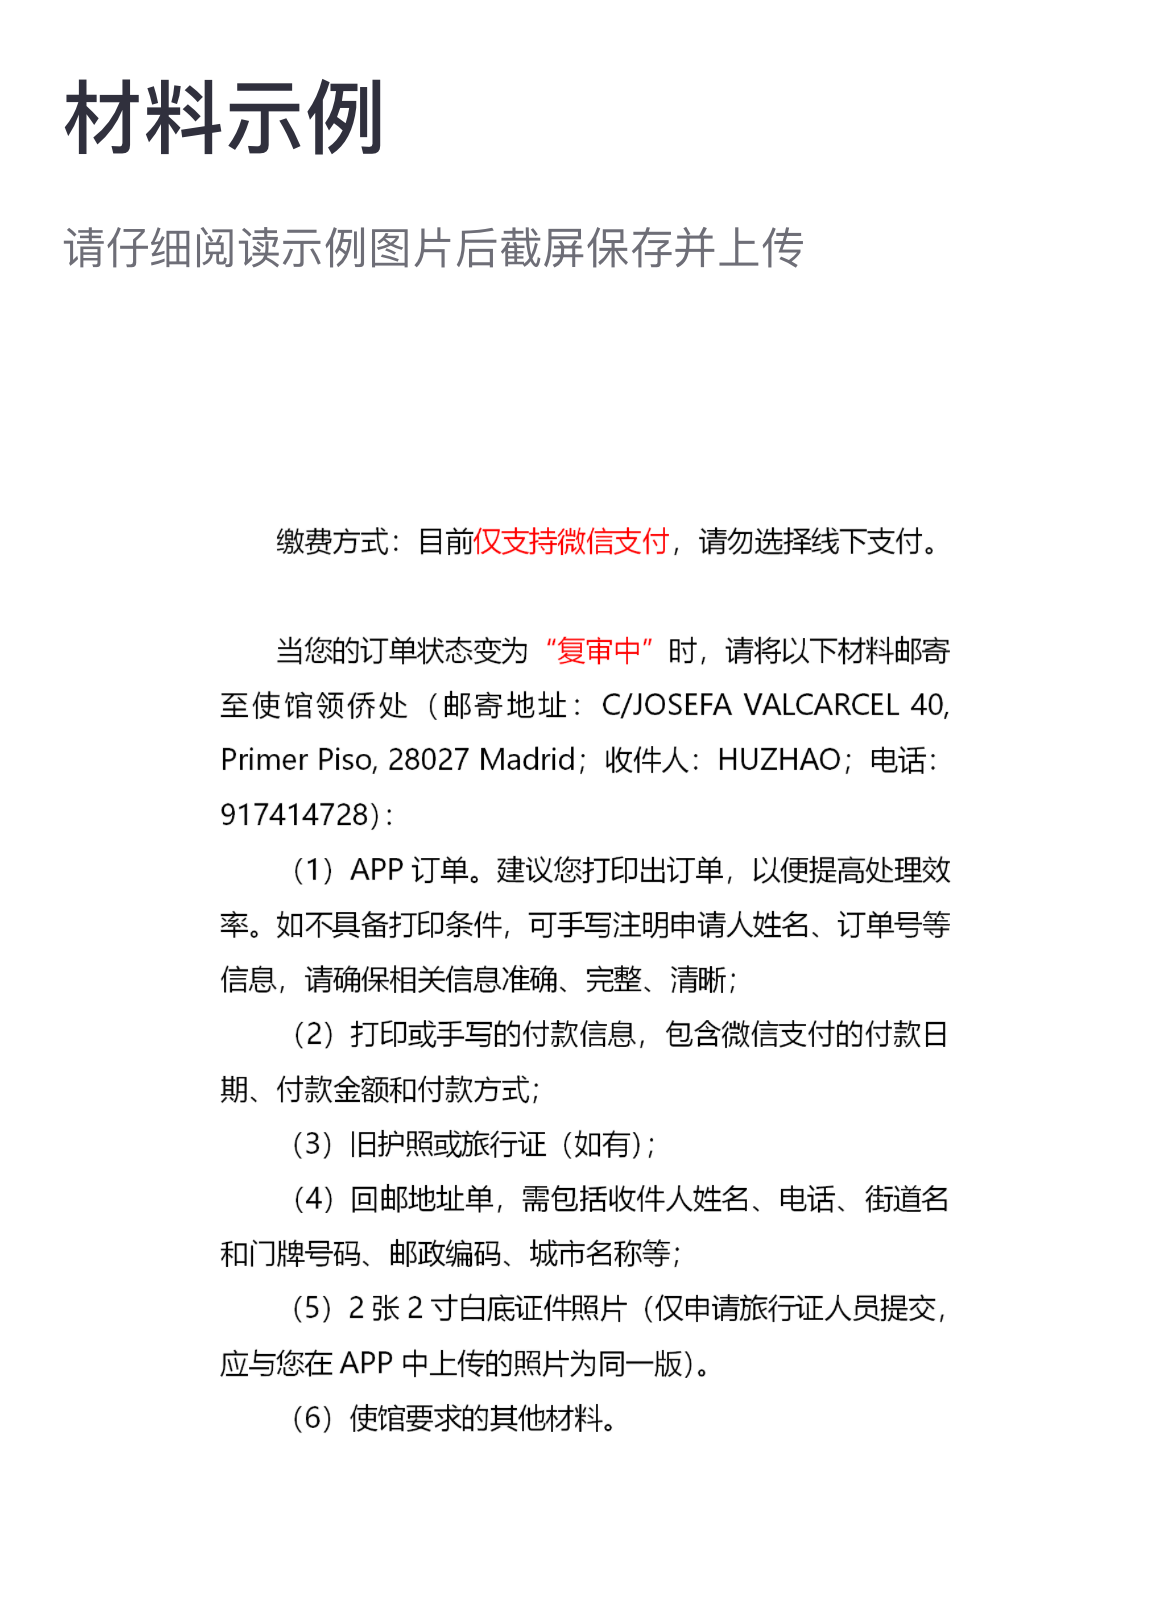 材料示例
请仔细阅读示例图片后截屏保存并上传
缴费方式：目前仅支持微信支付，请勿选择线下支付。
当您的订单状态变为“复审中”时，请将以下材料邮寄
至使馆领侨处（邮寄地址：C/JOSEFA VALCARCEL 40,
Primer Piso, 28027 Madrid；收件人：HUZHAO；电话：
917414728）：
（1）APP 订单。建议您打印出订单，以便提高处理效
率。如不具备打印条件，可手写注明申请人姓名、订单号等
信息，请确保相关信息准确、完整、清晰；
（2）打印或手写的付款信息，包含微信支付的付款日
期、付款金额和付款方式；
（3）旧护照或旅行证（如有）；
（4）回邮地址单，需包括收件人姓名、电话、街道名
和门牌号码、邮政编码、城市名称等；
（5）2 张 2 寸白底证件照片（仅申请旅行证人员提交，
应与您在 APP 中上传的照片为同一版）。
（6）使馆要求的其他材料。